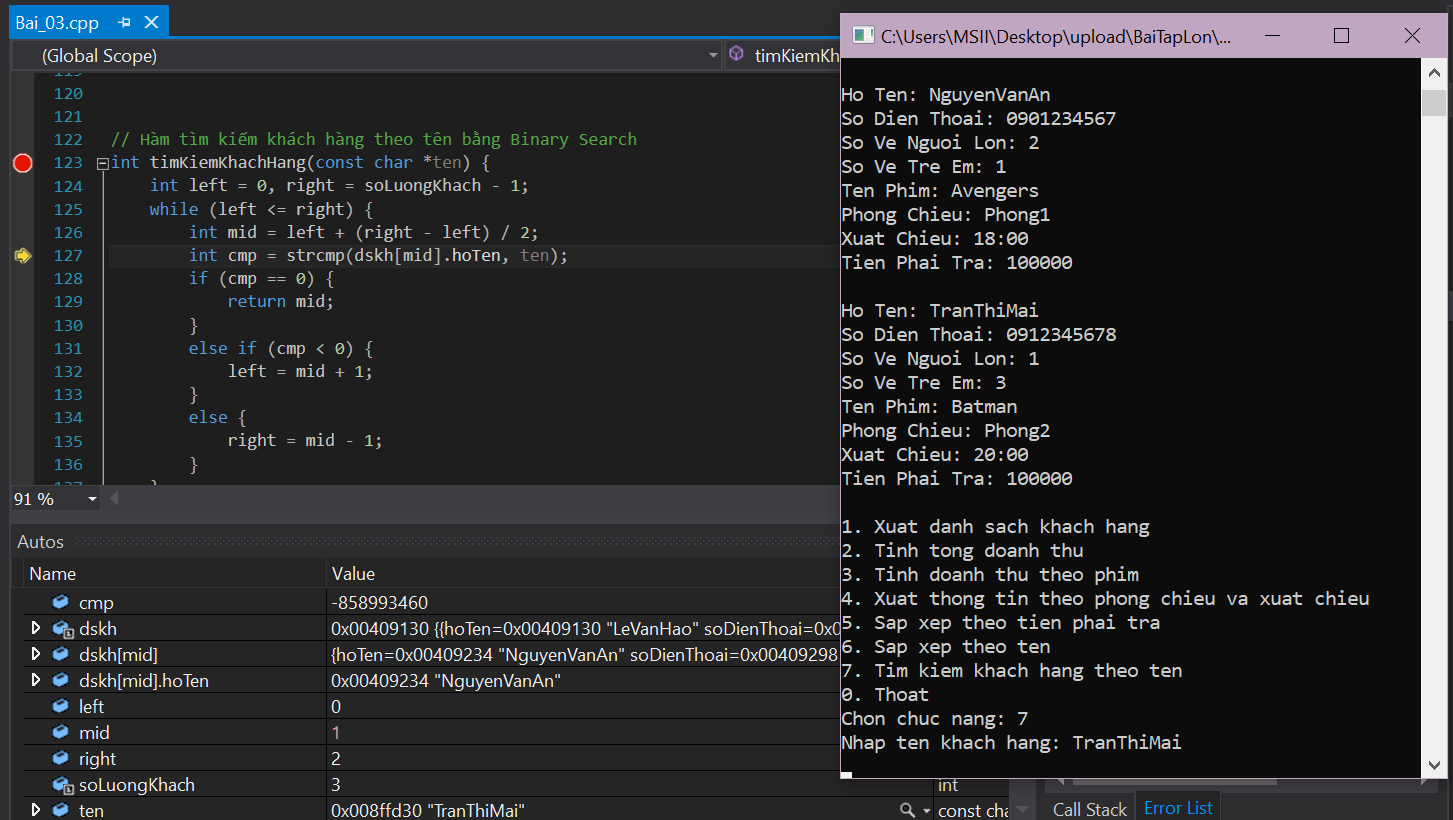 Bai_03.cpp
(Global Scope)
timKiemKh
120
121
122 // Hàm tìm kiếm khách hàng theo tên bằng Binary Search
123 int timKiemKhachHang(const char *ten) {
124 int left = 0, right = soLuongKhach - 1;
125 while (left <= right) {
126 int mid = left + (right - left) / 2;
127 int cmp = strcmp(dskh[mid].hoTen, ten);
128 if (cmp == 0) {
129 return mid;
130 }
131 else if (cmp < 0) {
132 left = mid + 1;
133 }
134 else {
135 right = mid - 1;
136 }
91 %
Autos
Name Value
cmp -858993460
dskh 0x00409130 {{hoTen=0x00409130 "LeVanHao" soDienThoai=0x0
dskh[mid] {hoTen=0x00409234 "NguyenVanAn" soDienThoai=0x00409298
dskh[mid].hoTen 0x00409234 "NguyenVanAn"
left 0
mid 1
right 2
soLuongKhach 3 int
ten 0x008ffd30 "TranThiMai" const cha
C:\Users\MSII\Desktop\upload\BaiTapLon\...
Ho Ten: NguyenVanAn
So Dien Thoai: 0901234567
So Ve Nguoi Lon: 2
So Ve Tre Em: 1
Ten Phim: Avengers
Phong Chieu: Phong1
Xuat Chieu: 18:00
Tien Phai Tra: 100000
Ho Ten: TranThiMai
So Dien Thoai: 0912345678
So Ve Nguoi Lon: 1
So Ve Tre Em: 3
Ten Phim: Batman
Phong Chieu: Phong2
Xuat Chieu: 20:00
Tien Phai Tra: 100000
1. Xuat danh sach khach hang
2. Tinh tong doanh thu
3. Tinh doanh thu theo phim
4. Xuat thong tin theo phong chieu va xuat chieu
5. Sap xep theo tien phai tra
6. Sap xep theo ten
7. Tim kiem khach hang theo ten
0. Thoat
Chon chuc nang: 7
Nhap ten khach hang: TranThiMai
Call Stack
Error List